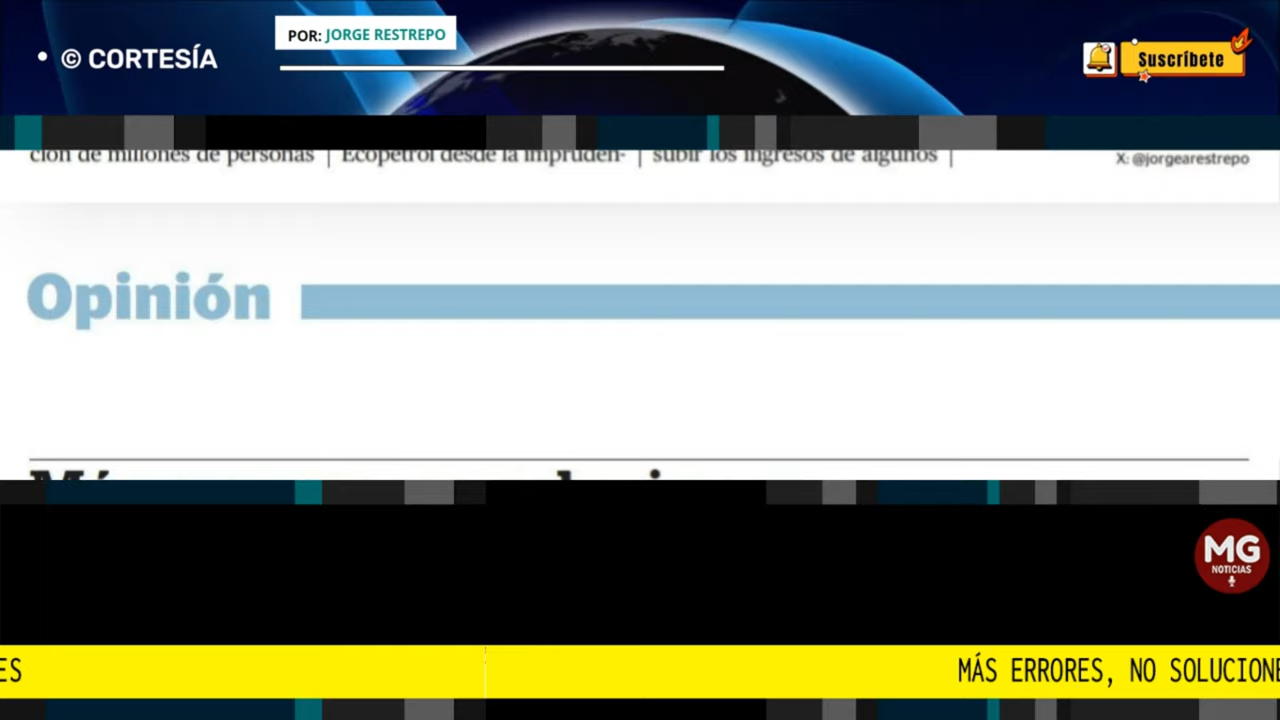 POR: JORGE RESTREPO
• © CORTESÍA
Suscríbete
ción de millones de personas | Ecopetrol desde la impruden- | subir los ingresos de algunos |
X: @jorgearestrepo
Opinión
MG
NOTICIAS
ES
MÁS ERRORES, NO SOLUCIONE